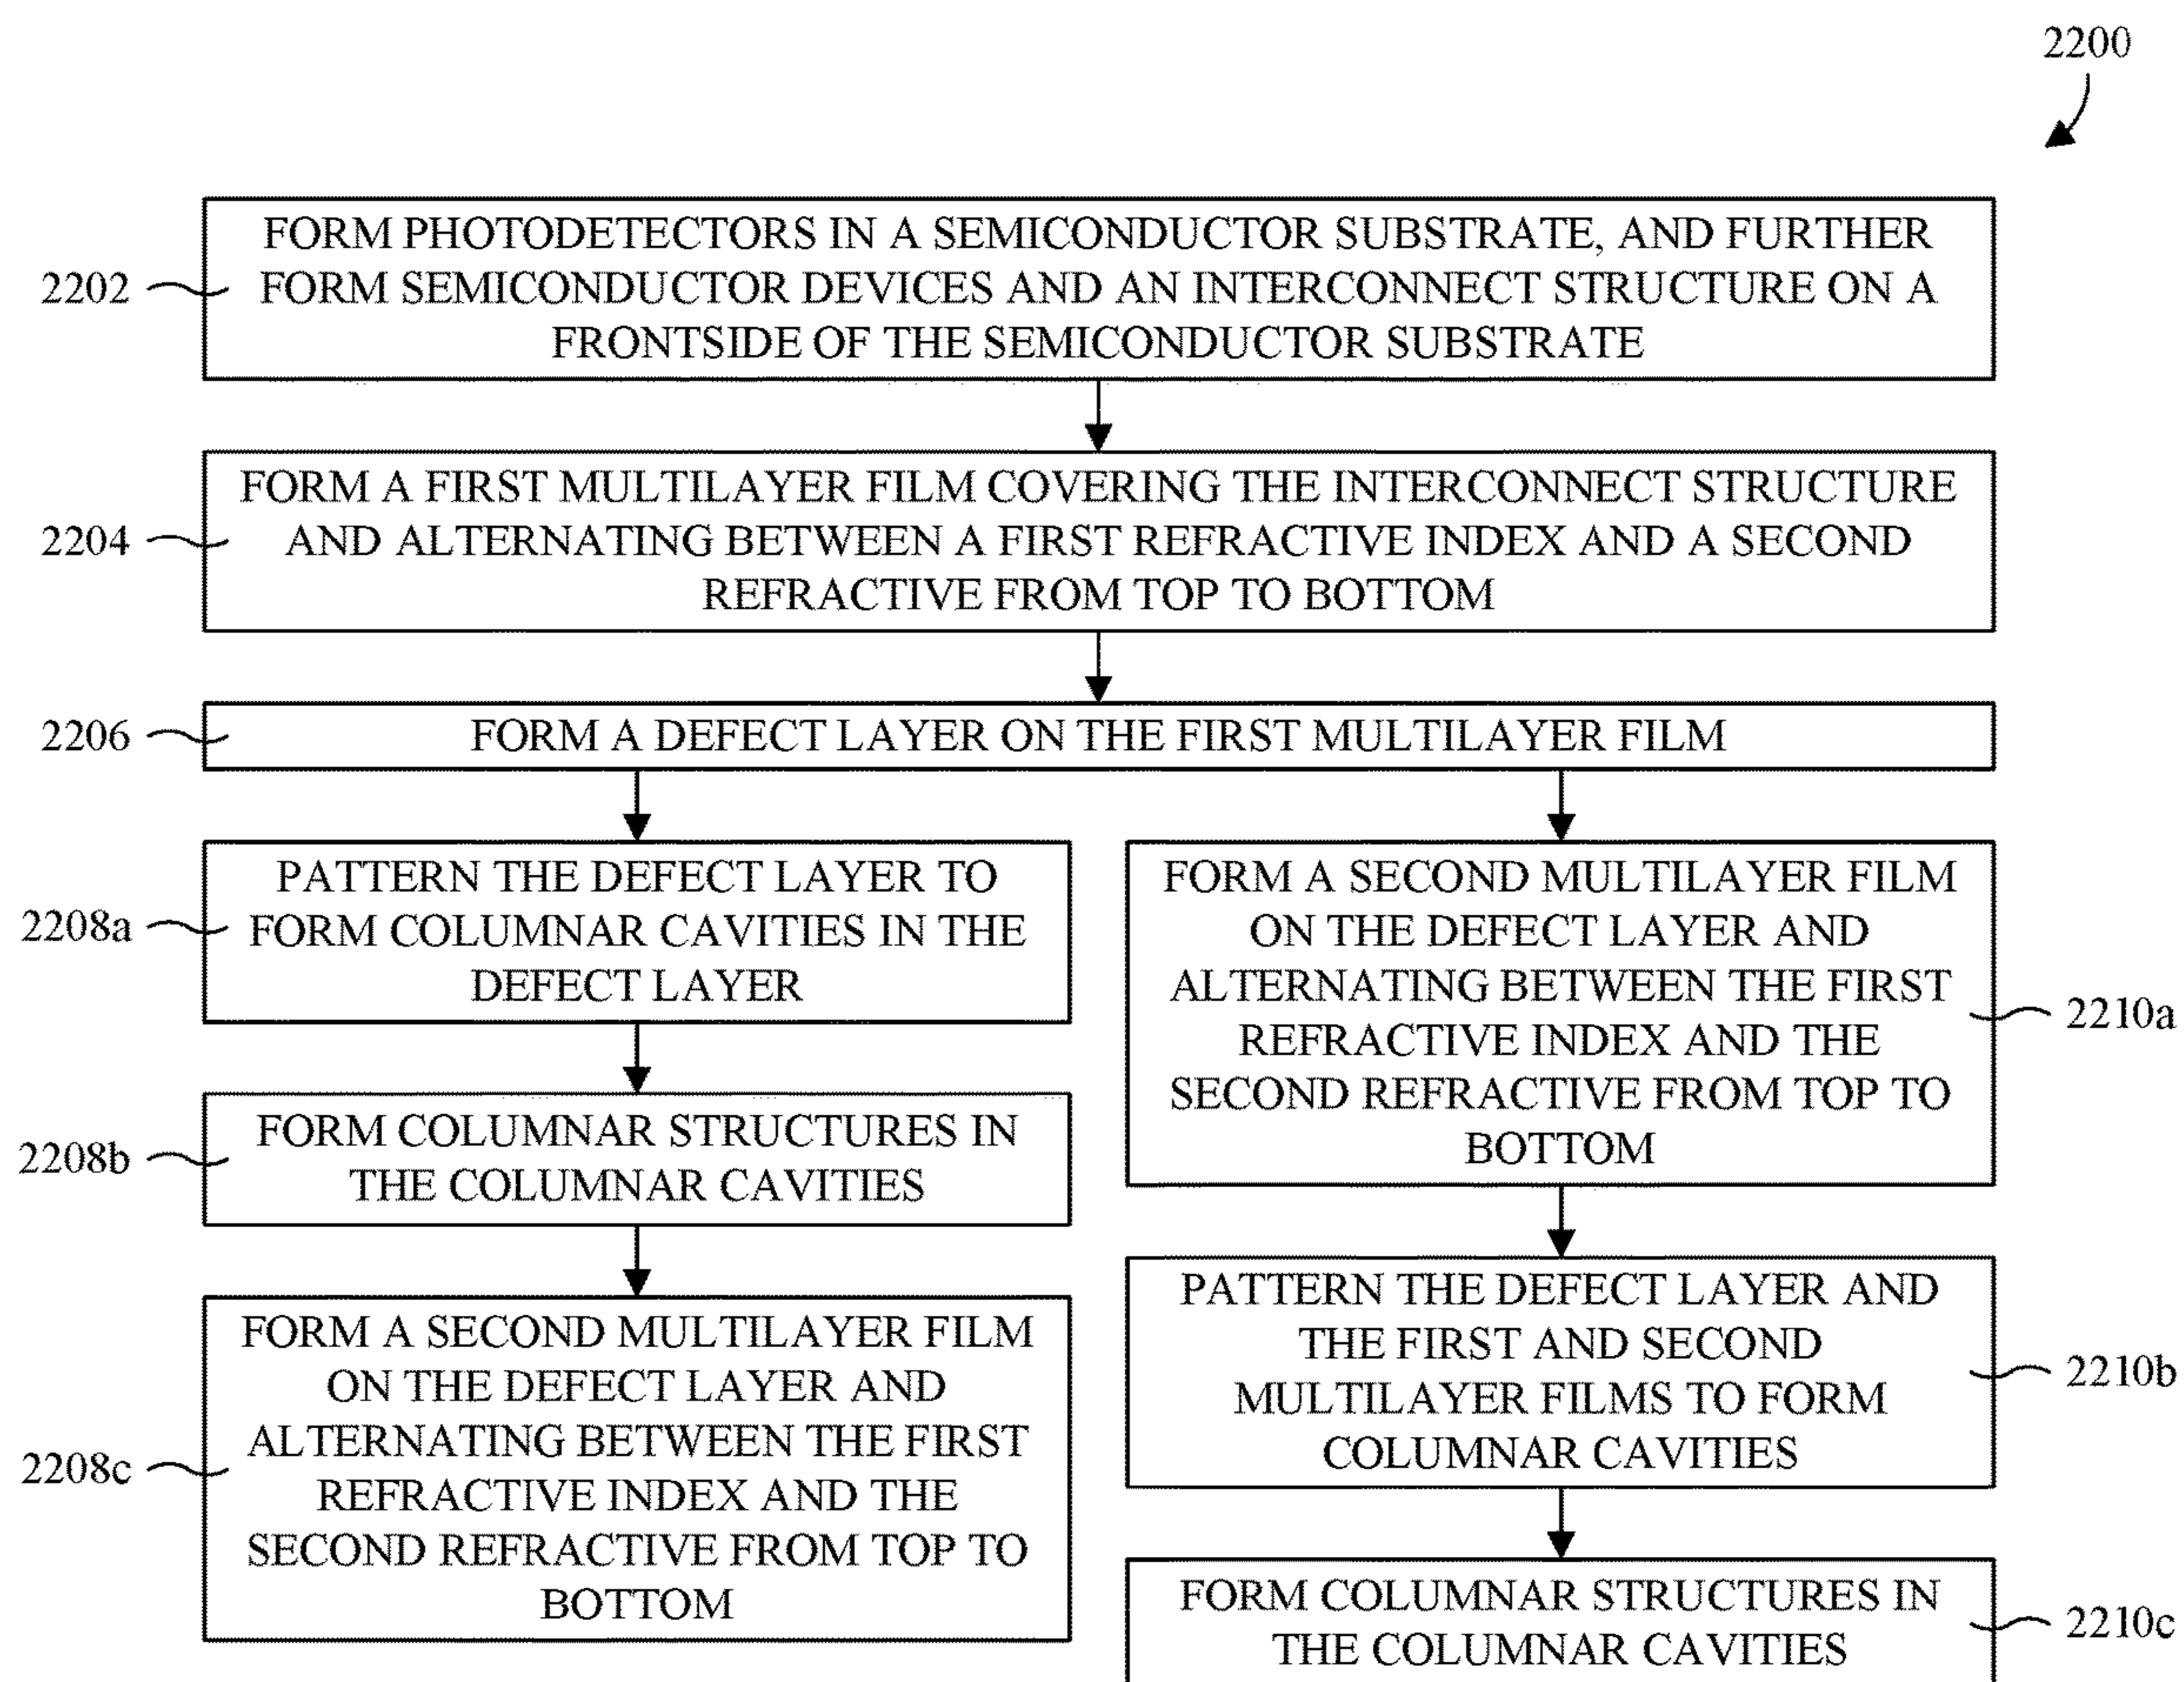 2200
2202
FORM PHOTODETECTORS IN A SEMICONDUCTOR SUBSTRATE, AND FURTHER
FORM SEMICONDUCTOR DEVICES AND AN INTERCONNECT STRUCTURE ON A
FRONTSIDE OF THE SEMICONDUCTOR SUBSTRATE
2204
FORM A FIRST MULTILAYER FILM COVERING THE INTERCONNECT STRUCTURE
AND ALTERNATING BETWEEN A FIRST REFRACTIVE INDEX AND A SECOND
REFRACTIVE FROM TOP TO BOTTOM
2206
FORM A DEFECT LAYER ON THE FIRST MULTILAYER FILM
2208a
PATTERN THE DEFECT LAYER TO
FORM COLUMNAR CAVITIES IN THE
DEFECT LAYER
2208b
FORM COLUMNAR STRUCTURES IN
THE COLUMNAR CAVITIES
2208c
FORM A SECOND MULTILAYER FILM
ON THE DEFECT LAYER AND
ALTERNATING BETWEEN THE FIRST
REFRACTIVE INDEX AND THE
SECOND REFRACTIVE FROM TOP TO
BOTTOM
FORM A SECOND MULTILAYER FILM
ON THE DEFECT LAYER AND
ALTERNATING BETWEEN THE FIRST
REFRACTIVE INDEX AND THE
SECOND REFRACTIVE FROM TOP TO
BOTTOM
2210a
PATTERN THE DEFECT LAYER AND
THE FIRST AND SECOND
MULTILAYER FILMS TO FORM
COLUMNAR CAVITIES
2210b
FORM COLUMNAR STRUCTURES IN
THE COLUMNAR CAVITIES
2210c